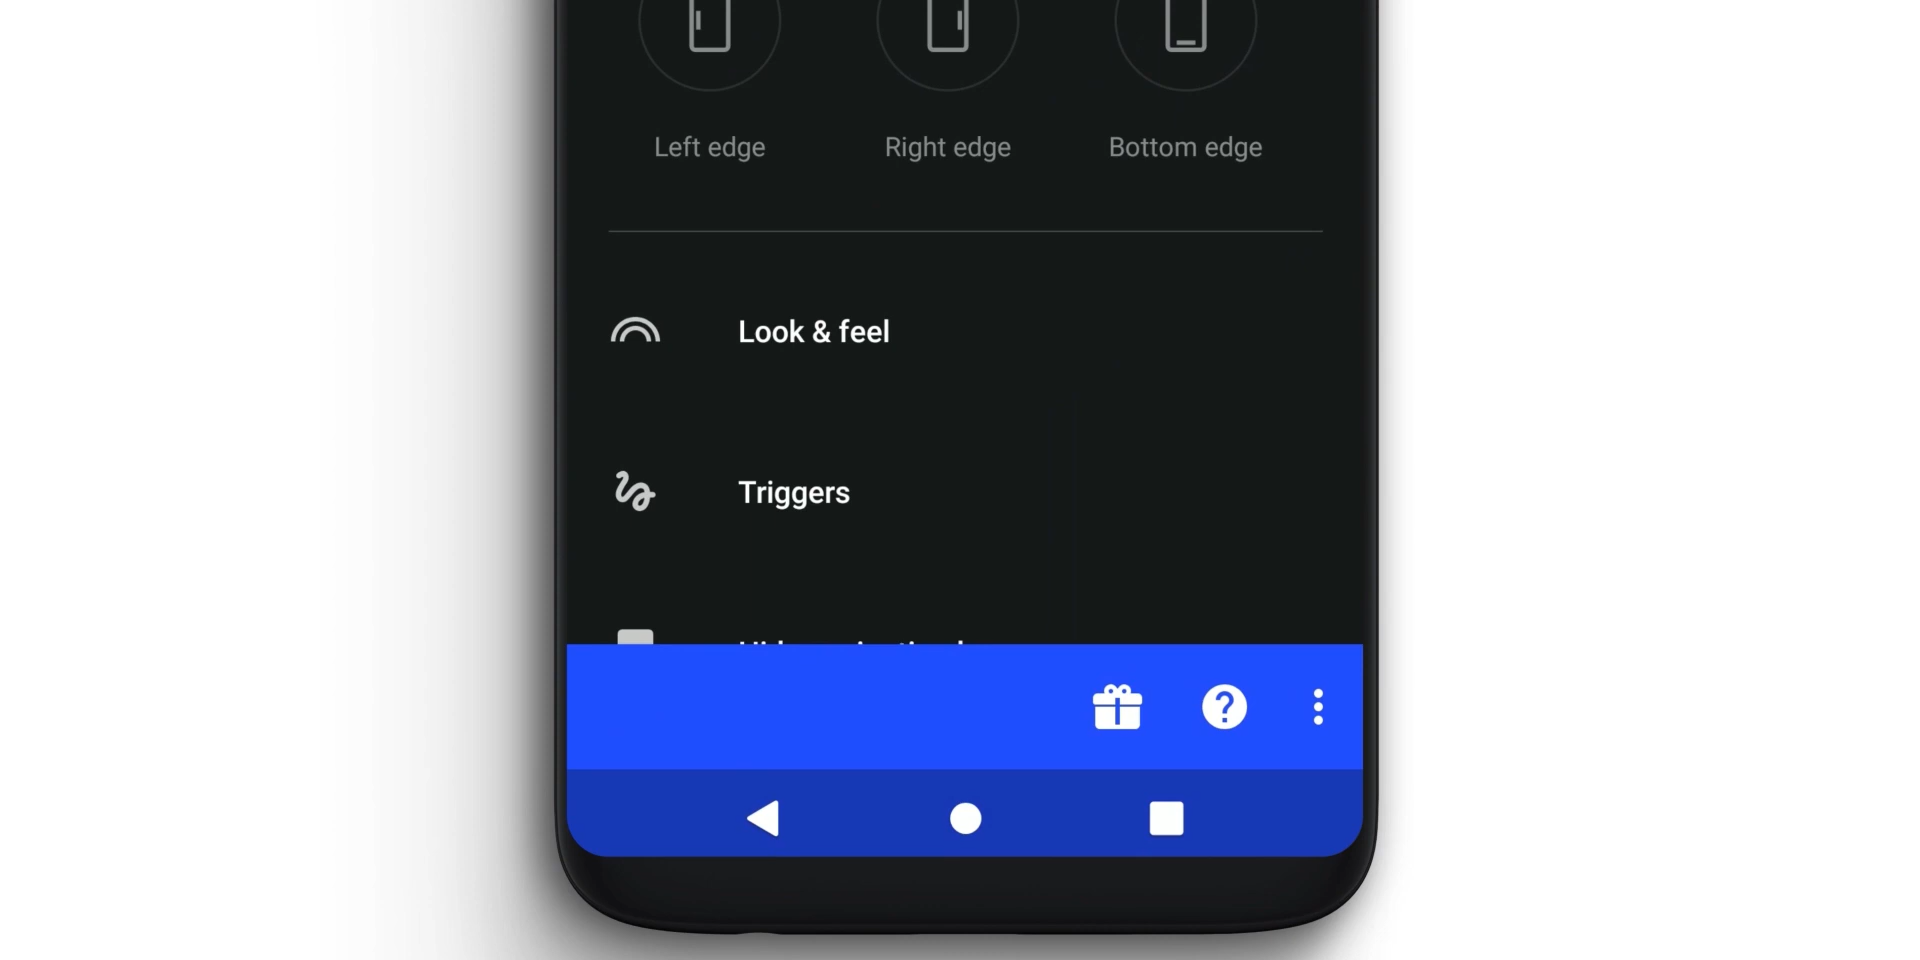 Left edge
Right edge
Bottom edge
Look & feel
Triggers